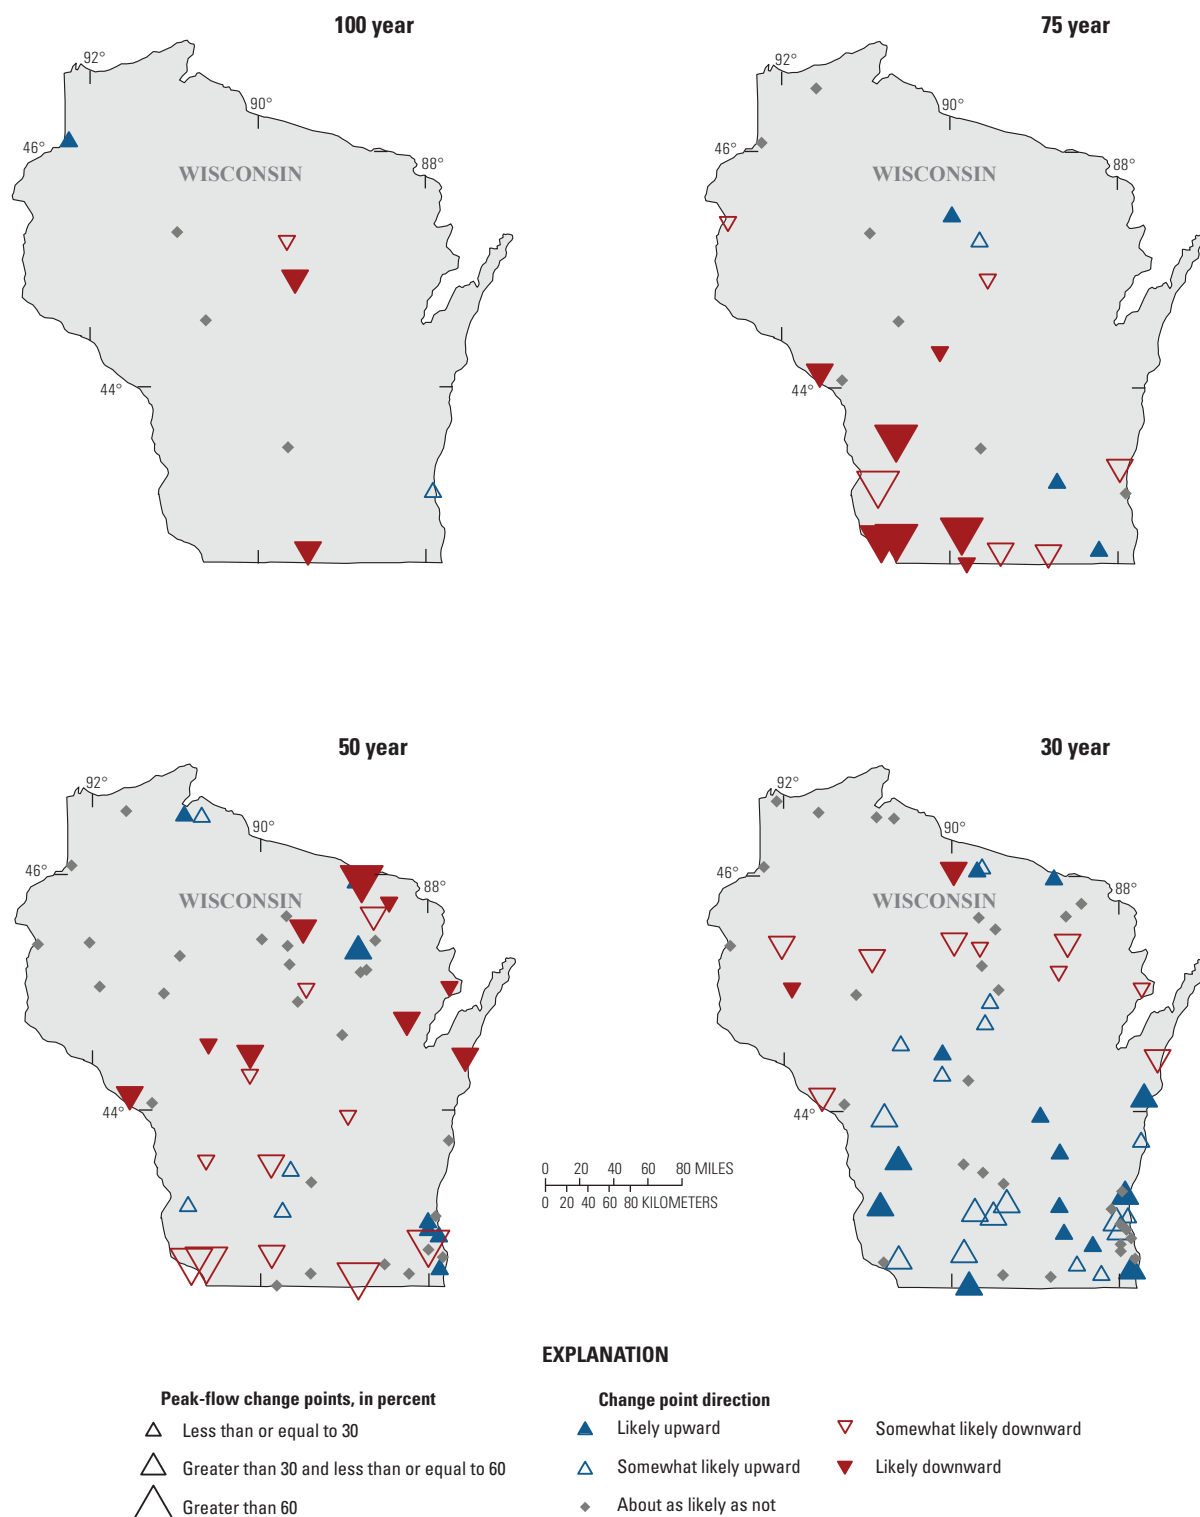 100 year
75 year
92°
90°
46°
88°
WISCONSIN
44°
92°
90°
46°
88°
WISCONSIN
44°
50 year
30 year
92°
90°
46°
88°
WISCONSIN
44°
92°
90°
46°
88°
WISCONSIN
44°
0 20 40 60 80 MILES
0 20 40 60 80 KILOMETERS
EXPLANATION
Peak-flow change points, in percent
Less than or equal to 30
Greater than 30 and less than or equal to 60
Greater than 60
Change point direction
Likely upward
Somewhat likely upward
About as likely as not
Somewhat likely downward
Likely downward